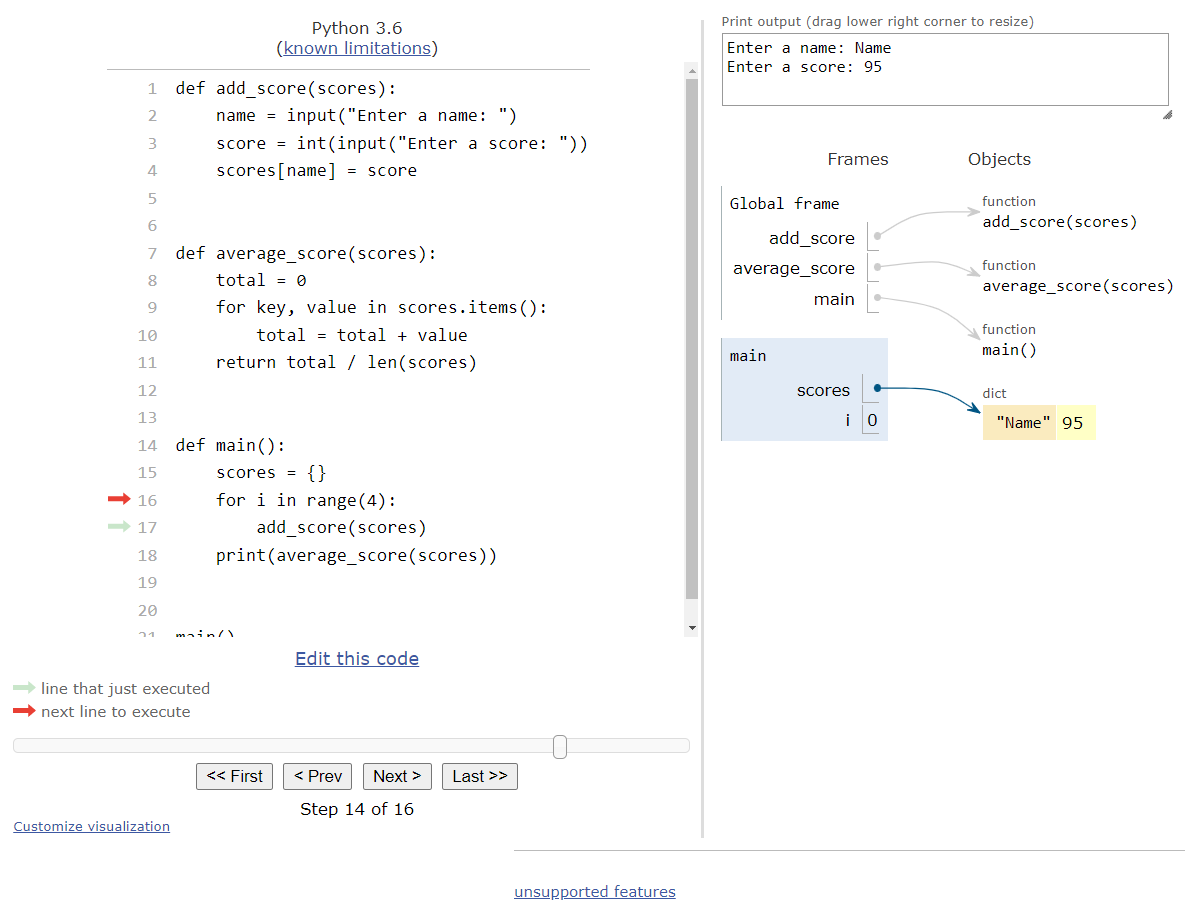 Python 3.6
(known limitations)
1 def add_score(scores):
2     name = input("Enter a name: ")
3     score = int(input("Enter a score: "))
4     scores[name] = score
5
6
7 def average_score(scores):
8     total = 0
9     for key, value in scores.items():
10         total = total + value
11     return total / len(scores)
12
13
14 def main():
15     scores = {}
16     for i in range(4):
17         add_score(scores)
18     print(average_score(scores))
19
20
21 main()
Edit this code
line that just executed
next line to execute
<< First < Prev Next > Last >>
Step 14 of 16
Customize visualization
Print output (drag lower right corner to resize)
Enter a name: Name
Enter a score: 95
Frames Objects
Global frame
add_score
average_score
main
function
add_score(scores)
function
average_score(scores)
function
main()
main
scores
i 0
dict
"Name" 95
unsupported features